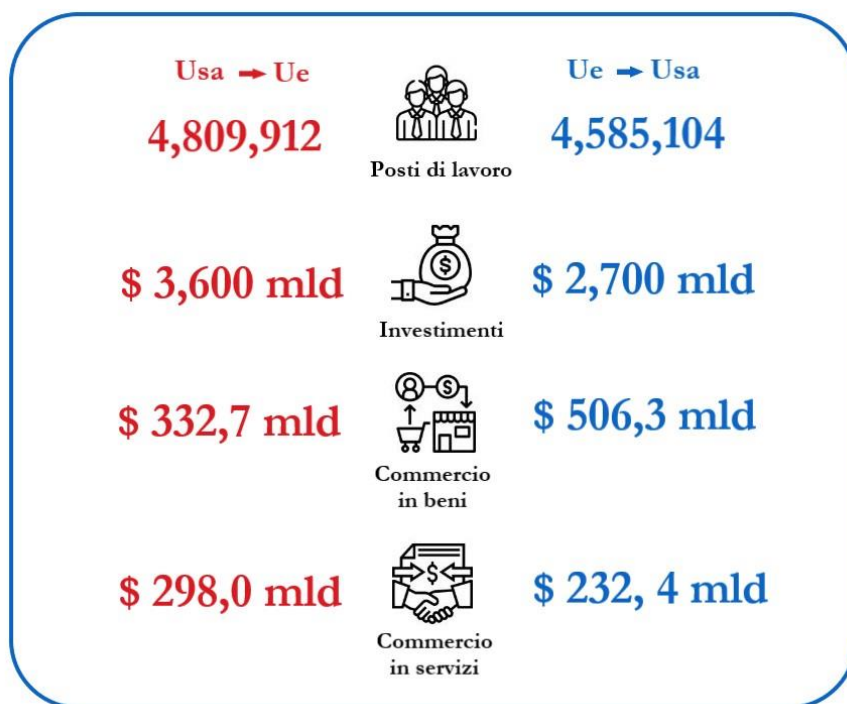 Usa → Ue
Ue → Usa
4,809,912
4,585,104
Posti di lavoro
$ 3,600 mld
$ 2,700 mld
Investimenti
$ 332,7 mld
$ 506,3 mld
Commercio
in beni
$ 298,0 mld
$ 232, 4 mld
Commercio
in servizi